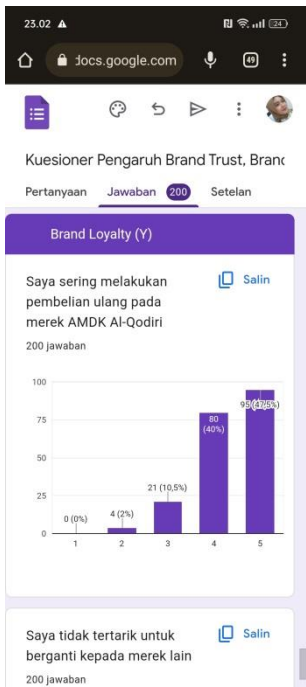 23.02
24
docs.google.com
49
Kuesioner Pengaruh Brand Trust, Branc
Pertanyaan Jawaban 200 Setelan
Brand Loyalty (Y)
Saya sering melakukan
pembelian ulang pada
merek AMDK Al-Qodiri
Salin
200 jawaban
100
75
50
25
0
0 (0%)
4 (2%)
21 (10,5%)
80
(40%)
95 (47,5%)
1 2 3 4 5
Saya tidak tertarik untuk
berganti kepada merek lain
Salin
200 jawaban